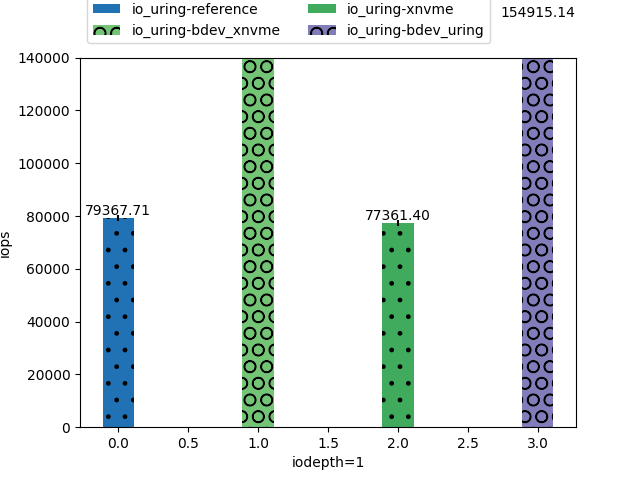 io_uring-reference io_uring-xnvme 154915.14
io_uring-bdev_xnvme io_uring-bdev_uring
140000
120000
100000
80000
60000
40000
20000
0
iops
79367.71
77361.40
0.0 0.5 1.0 1.5 2.0 2.5 3.0
iodepth=1